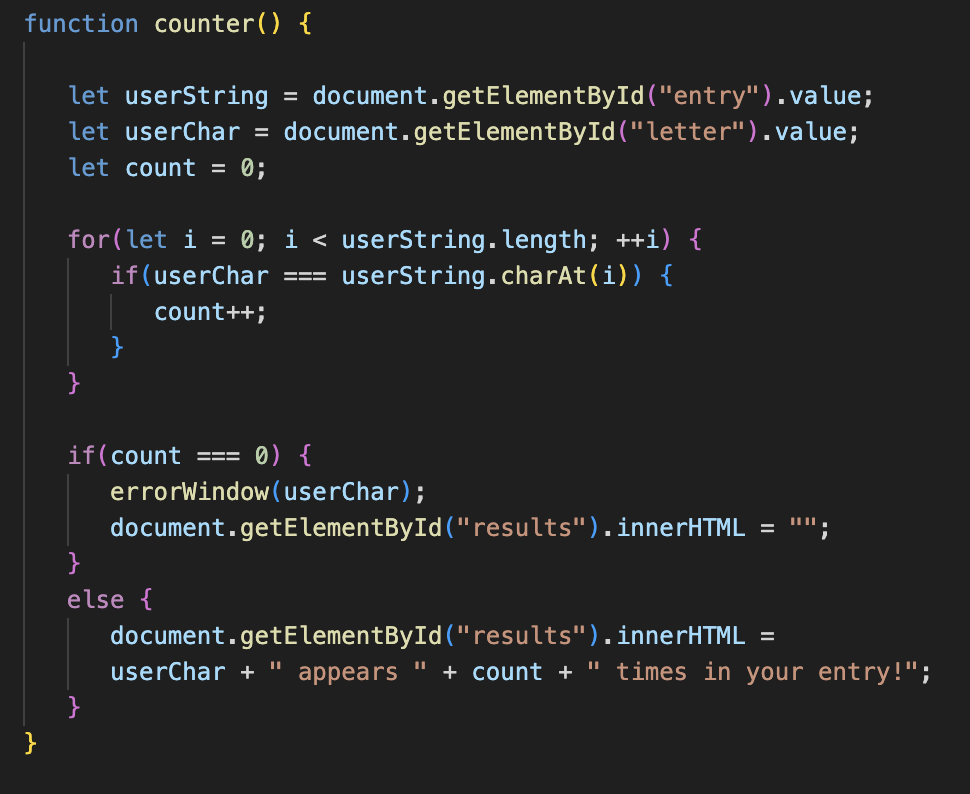 function counter() {
let userString = document.getElementById("entry").value;
let userChar = document.getElementById("letter").value;
let count = 0;
for(let i = 0; i < userString.length; ++i) {
if(userChar === userString.charAt(i)) {
count++;
}
}
if(count === 0) {
errorWindow(userChar);
document.getElementById("results").innerHTML = "";
}
else {
document.getElementById("results").innerHTML =
userChar + " appears " + count + " times in your entry!";
}
}